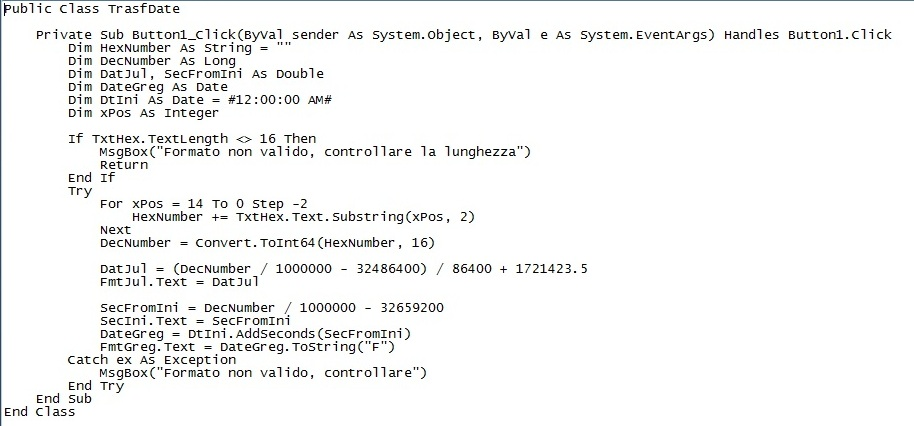 Public Class TrasfDate
    Private Sub Button1_Click(ByVal sender As System.Object, ByVal e As System.EventArgs) Handles Button1.Click
        Dim HexNumber As String = ""
        Dim DecNumber As Long
        Dim DatJul, SecFromIni As Double
        Dim DateGreg As Date
        Dim DtIni As Date = #12:00:00 AM#
        Dim xPos As Integer
        If TxtHex.TextLength <> 16 Then
            MsgBox("Formato non valido, controllare la lunghezza")
            Return
        End If
        Try
            For xPos = 14 To 0 Step -2
                HexNumber += TxtHex.Text.Substring(xPos, 2)
            Next
            DecNumber = Convert.ToInt64(HexNumber, 16)
            DatJul = (DecNumber / 1000000 - 32486400) / 86400 + 1721423.5
            FmtJul.Text = DatJul
            SecFromIni = DecNumber / 1000000 - 32659200
            SecIni.Text = SecFromIni
            DateGreg = DtIni.AddSeconds(SecFromIni)
            FmtGreg.Text = DateGreg.ToString("F")
        Catch ex As Exception
            MsgBox("Formato non valido, controllare")
        End Try
    End Sub
End Class